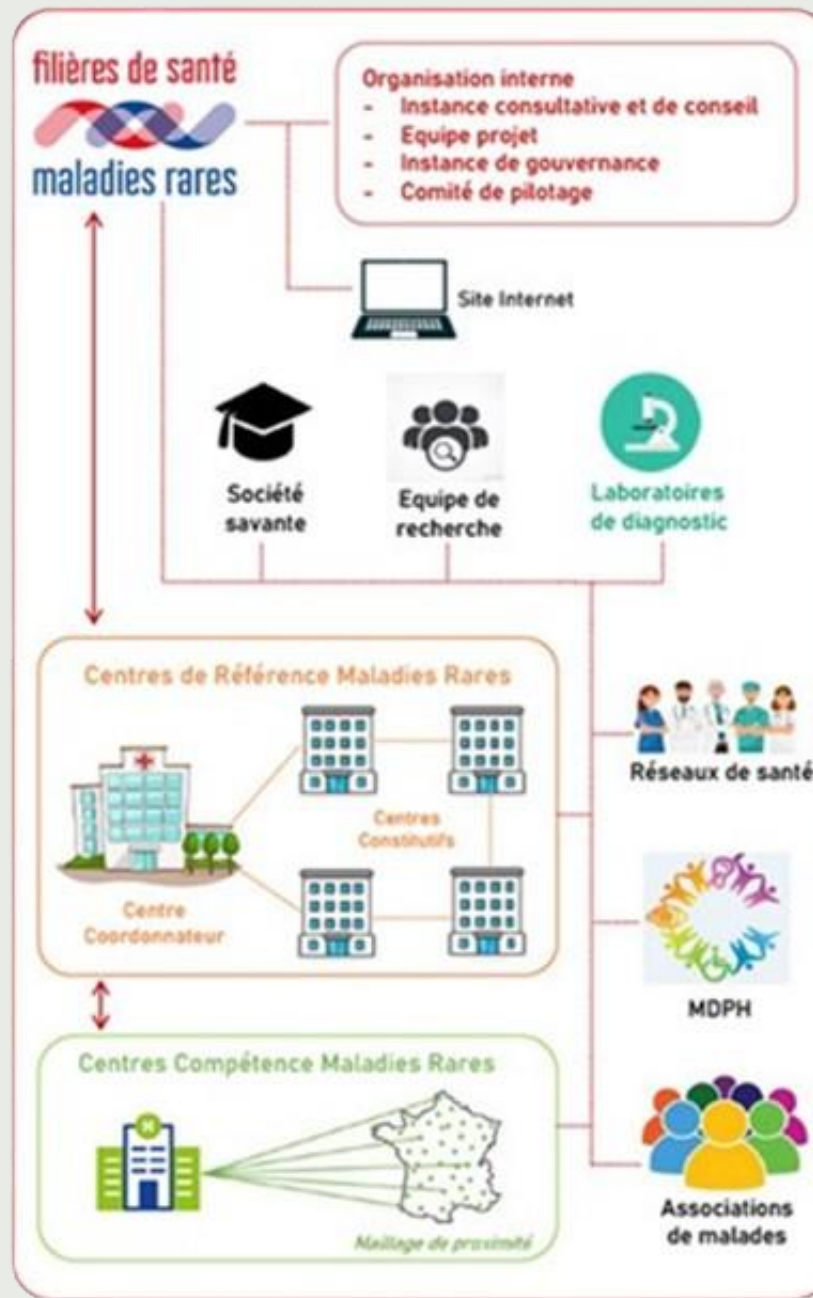 filières de santé
maladies rares
Organisation interne
- Instance consultative et de conseil
- Equipe projet
- Instance de gouvernance
- Comité de pilotage
Site Internet
Société
savante
Equipe de
recherche
Laboratoires
de diagnostic
Centres de Référence Maladies Rares
Centres
Constitutifs
Centre
Coordonnateur
Réseaux de santé
MDPH
Centres Compétence Maladies Rares
H
Maillage de proximité
Associations
de malades